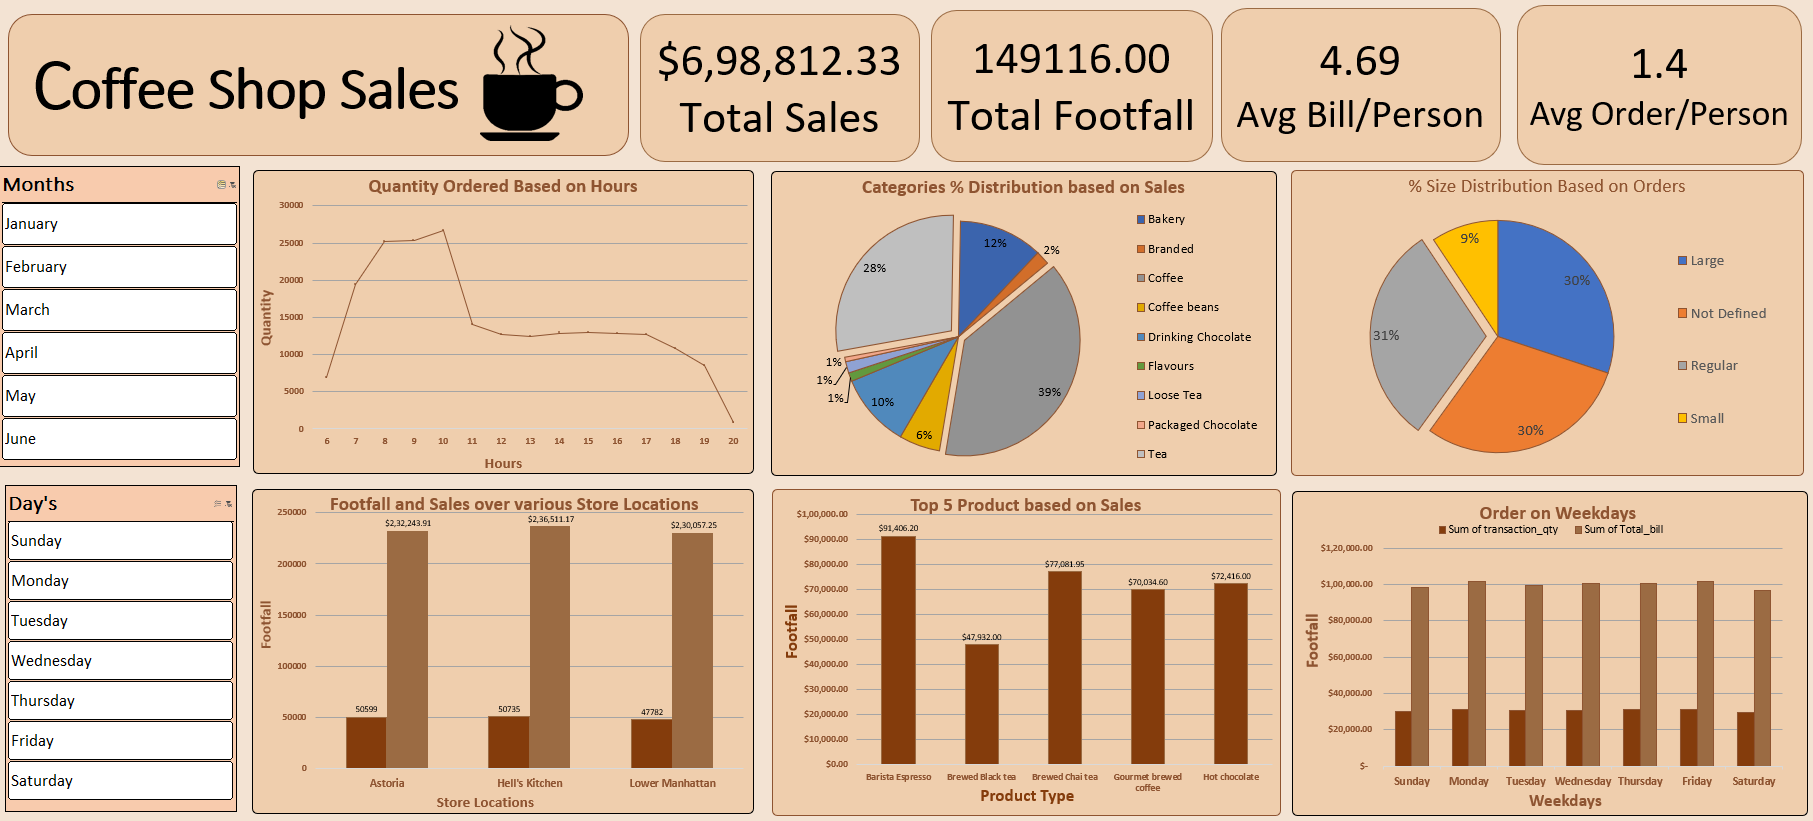 Coffee Shop Sales
$6,98,812.33
Total Sales
149116.00
Total Footfall
4.69
Avg Bill/Person
1.4
Avg Order/Person
Months
January
February
March
April
May
June
Day's
Sunday
Monday
Tuesday
Wednesday
Thursday
Friday
Saturday
Quantity Ordered Based on Hours
Quantity
30000
25000
20000
15000
10000
5000
0
6 7 8 9 10 11 12 13 14 15 16 17 18 19 20
Hours
Categories % Distribution based on Sales
12%
2%
28%
39%
1%
1%
1%
10%
6%
Bakery
Branded
Coffee
Coffee beans
Drinking Chocolate
Flavours
Loose Tea
Packaged Chocolate
Tea
% Size Distribution Based on Orders
9%
30%
31%
30%
Large
Not Defined
Regular
Small
Footfall and Sales over various Store Locations
Footfall
250000
200000
150000
100000
50000
0
$2,32,243.91
$2,36,511.17
$2,30,057.25
50599
50735
47782
Astoria Hell's Kitchen Lower Manhattan
Store Locations
Top 5 Product based on Sales
Footfall
$1,00,000.00
$90,000.00
$80,000.00
$70,000.00
$60,000.00
$50,000.00
$40,000.00
$30,000.00
$20,000.00
$10,000.00
$0.00
$91,406.20
$47,932.00
$77,081.95
$70,034.60
$72,416.00
Barista Espresso Brewed Black tea Brewed Chai tea Gourmet brewed Hot chocolate
coffee
Product Type
Order on Weekdays
Sum of transaction_qty Sum of Total_bill
Footfall
$1,20,000.00
$1,00,000.00
$80,000.00
$60,000.00
$40,000.00
$20,000.00
$-
Sunday Monday Tuesday Wednesday Thursday Friday Saturday
Weekdays